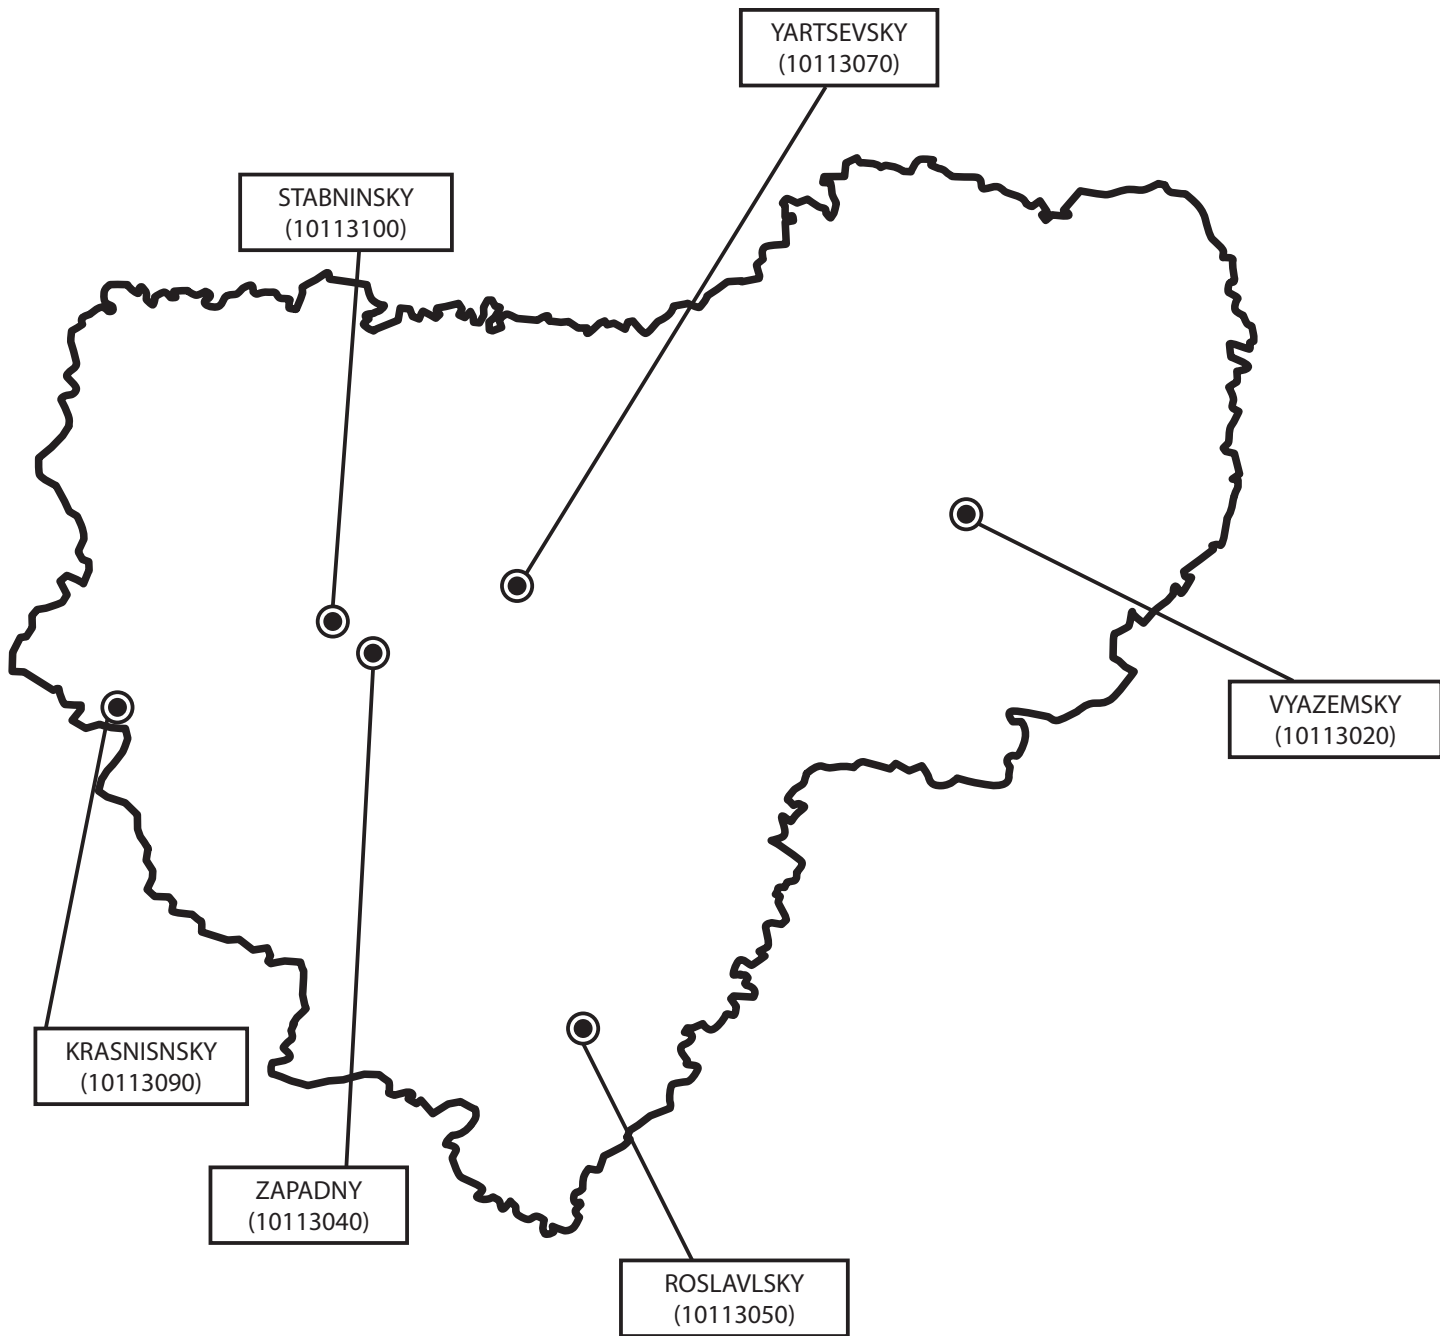 YARTSEVSKY
(10113070)
STABNINSKY
(10113100)
VYAZEMSKY
(10113020)
KRASNISNSKY
(10113090)
ZAPADNY
(10113040)
ROSLAVLSKY
(10113050)